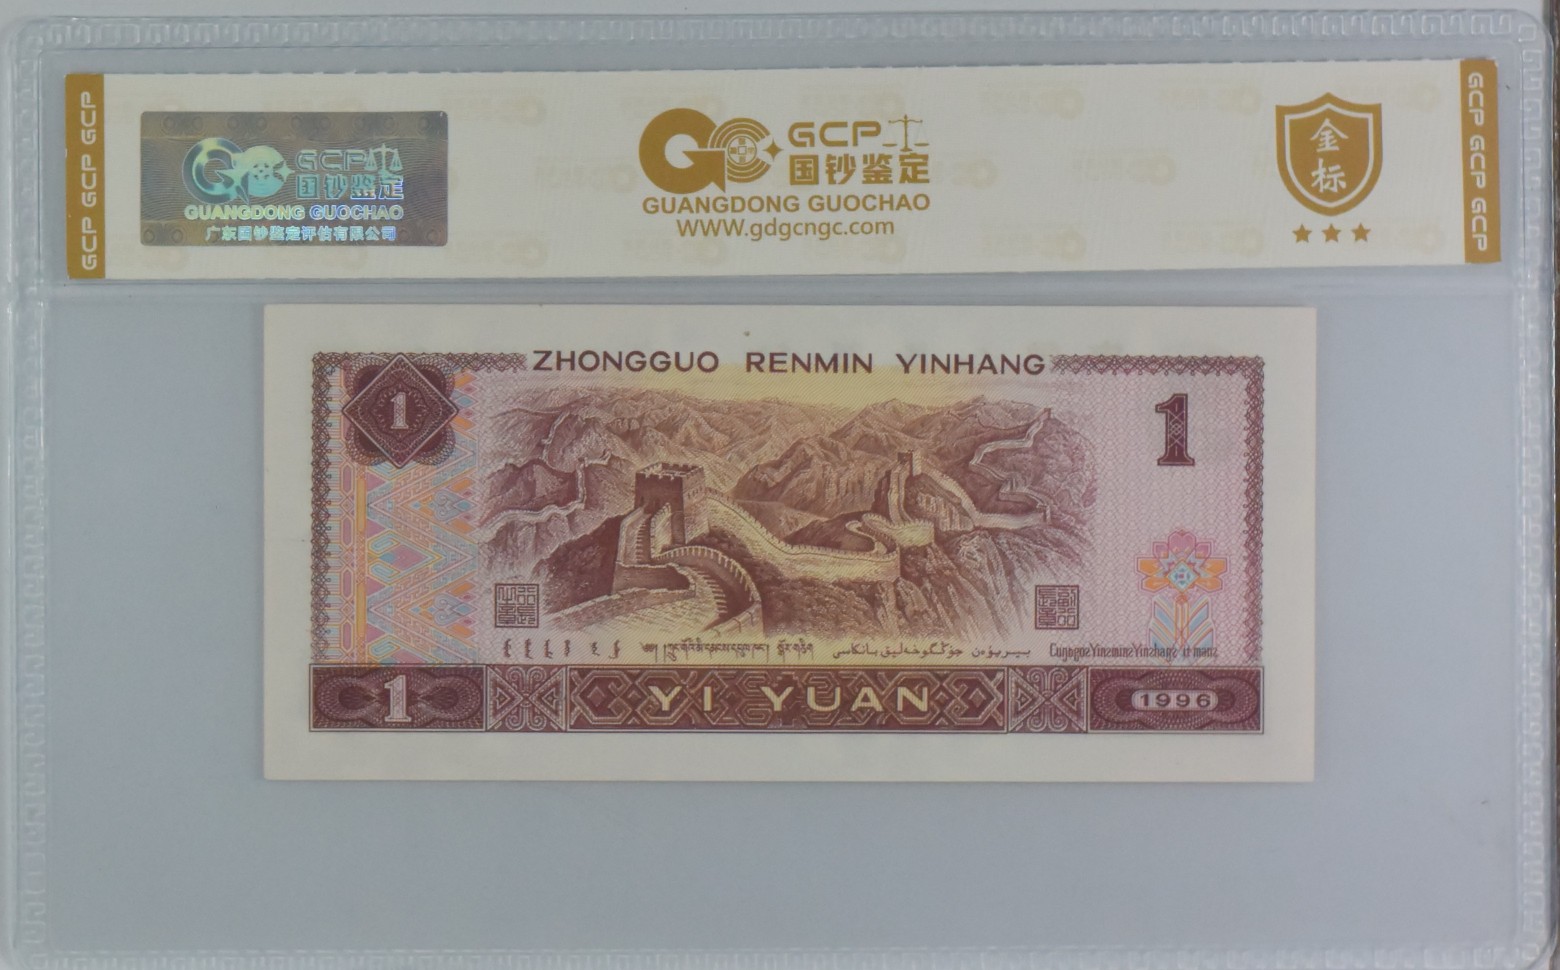 GCP GCP GCP
GCP
国钞鉴定
GUANGDONG GUOCHAO
广东国钞鉴定评估有限公司
GCP
国钞鉴定
GUANGDONG GUOCHAO
WWW.gdgcngc.com
金
标
GCP GCP GCP
ZHONGGUO RENMIN YINHANG
1
1
1
YI YUAN
1996